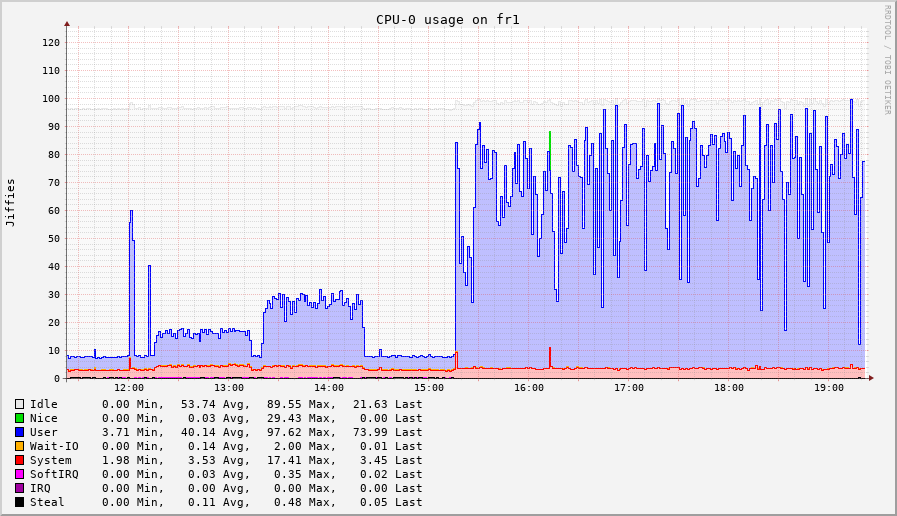 CPU-0 usage on fr1
RRDTOOL / TOBI OETIKER
Jiffies
120
110
100
90
80
70
60
50
40
30
20
10
0
12:00 13:00 14:00 15:00 16:00 17:00 18:00 19:00
Idle 0.00 Min, 53.74 Avg, 89.55 Max, 21.63 Last
Nice 0.00 Min, 0.03 Avg, 29.43 Max, 0.00 Last
User 3.71 Min, 40.14 Avg, 97.62 Max, 73.99 Last
Wait-IO 0.00 Min, 0.14 Avg, 2.00 Max, 0.01 Last
System 1.98 Min, 3.53 Avg, 17.41 Max, 3.45 Last
SoftIRQ 0.00 Min, 0.03 Avg, 0.35 Max, 0.02 Last
IRQ 0.00 Min, 0.00 Avg, 0.00 Max, 0.00 Last
Steal 0.00 Min, 0.11 Avg, 0.48 Max, 0.05 Last